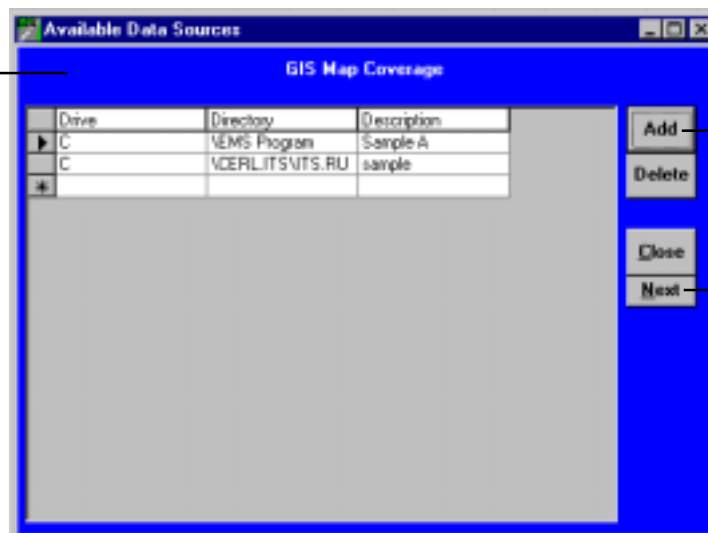 Available Data Sources
GIS Map Coverage
Drive Directory Description
C \EMS Program Sample A
C \CERL.ITS\ITS.RU sample
Add
Delete
Close
Next